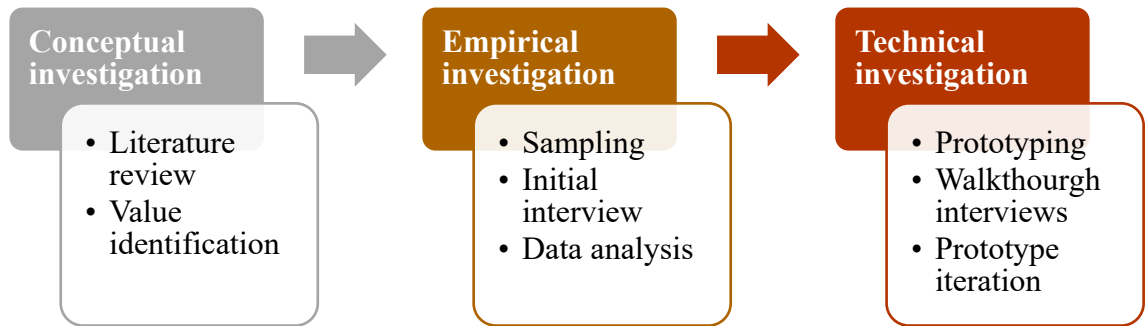 Conceptual
investigation
• Literature
review
• Value
identification
Empirical
investigation
• Sampling
• Initial
interview
• Data analysis
Technical
investigation
• Prototyping
• Walkthourgh
interviews
• Prototype
iteration